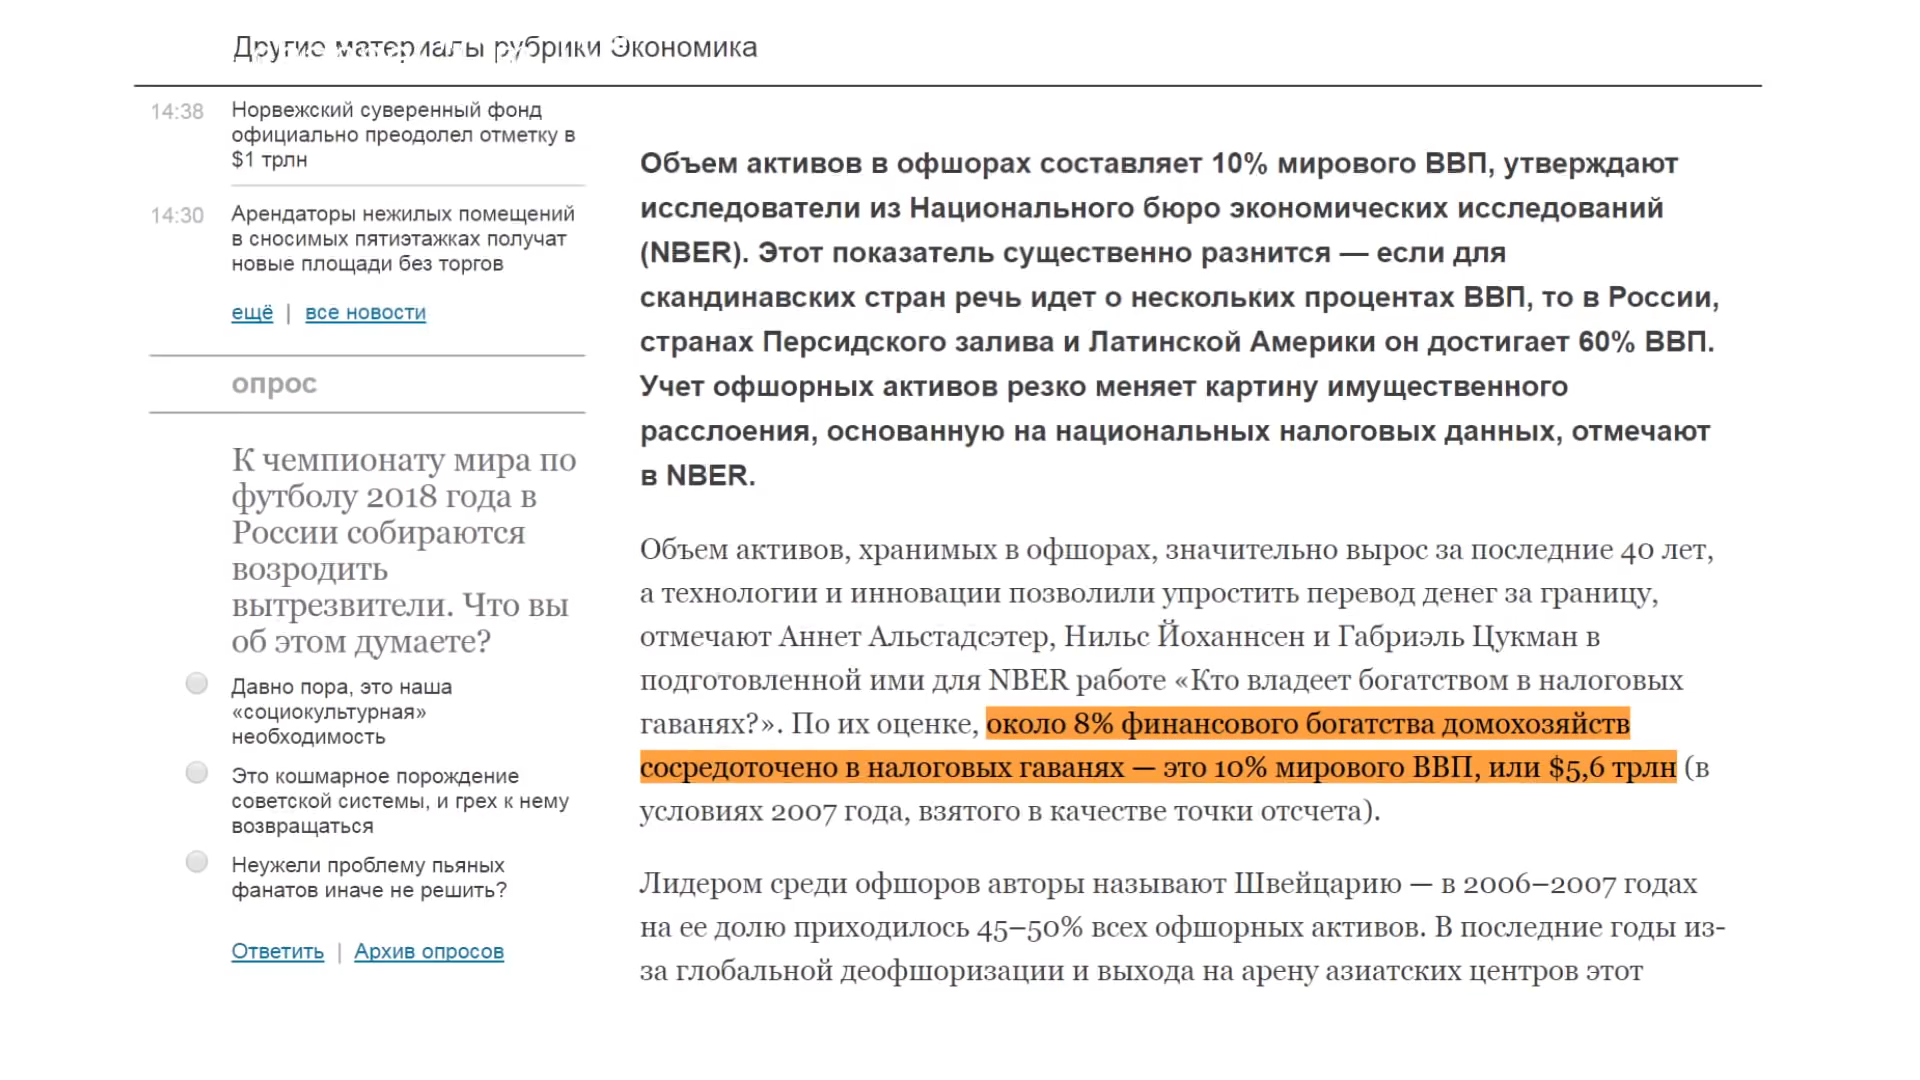 Другие материалы рубрики Экономика
14:38
Норвежский суверенный фонд
официально преодолел отметку в
$1 трлн
14:30
Арендаторы нежилых помещений
в сносимых пятиэтажках получат
новые площади без торгов
ещё | все новости
опрос
К чемпионату мира по
футболу 2018 года в
России собираются
возродить
вытрезвители. Что вы
об этом думаете?
Давно пора, это наша
«социокультурная»
необходимость
Это кошмарное порождение
советской системы, и грех к нему
возвращаться
Неужели проблему пьяных
фанатов иначе не решить?
Ответить | Архив опросов
Объем активов в офшорах составляет 10% мирового ВВП, утверждают
исследователи из Национального бюро экономических исследований
(NBER). Этот показатель существенно разнится — если для
скандинавских стран речь идет о нескольких процентах ВВП, то в России,
странах Персидского залива и Латинской Америки он достигает 60% ВВП.
Учет офшорных активов резко меняет картину имущественного
расслоения, основанную на национальных налоговых данных, отмечают
в NBER.
Объем активов, хранимых в офшорах, значительно вырос за последние 40 лет,
а технологии и инновации позволили упростить перевод денег за границу,
отмечают Аннет Альстадсэтер, Нильс Йоханнсен и Габриэль Цукман в
подготовленной ими для NBER работе «Кто владеет богатством в налоговых
гаванях?». По их оценке, около 8% финансового богатства домохозяйств
сосредоточено в налоговых гаванях — это 10% мирового ВВП, или $5,6 трлн (в
условиях 2007 года, взятого в качестве точки отсчета).
Лидером среди офшоров авторы называют Швейцарию — в 2006–2007 годах
на ее долю приходилось 45–50% всех офшорных активов. В последние годы из-
за глобальной деофшоризации и выхода на арену азиатских центров этот